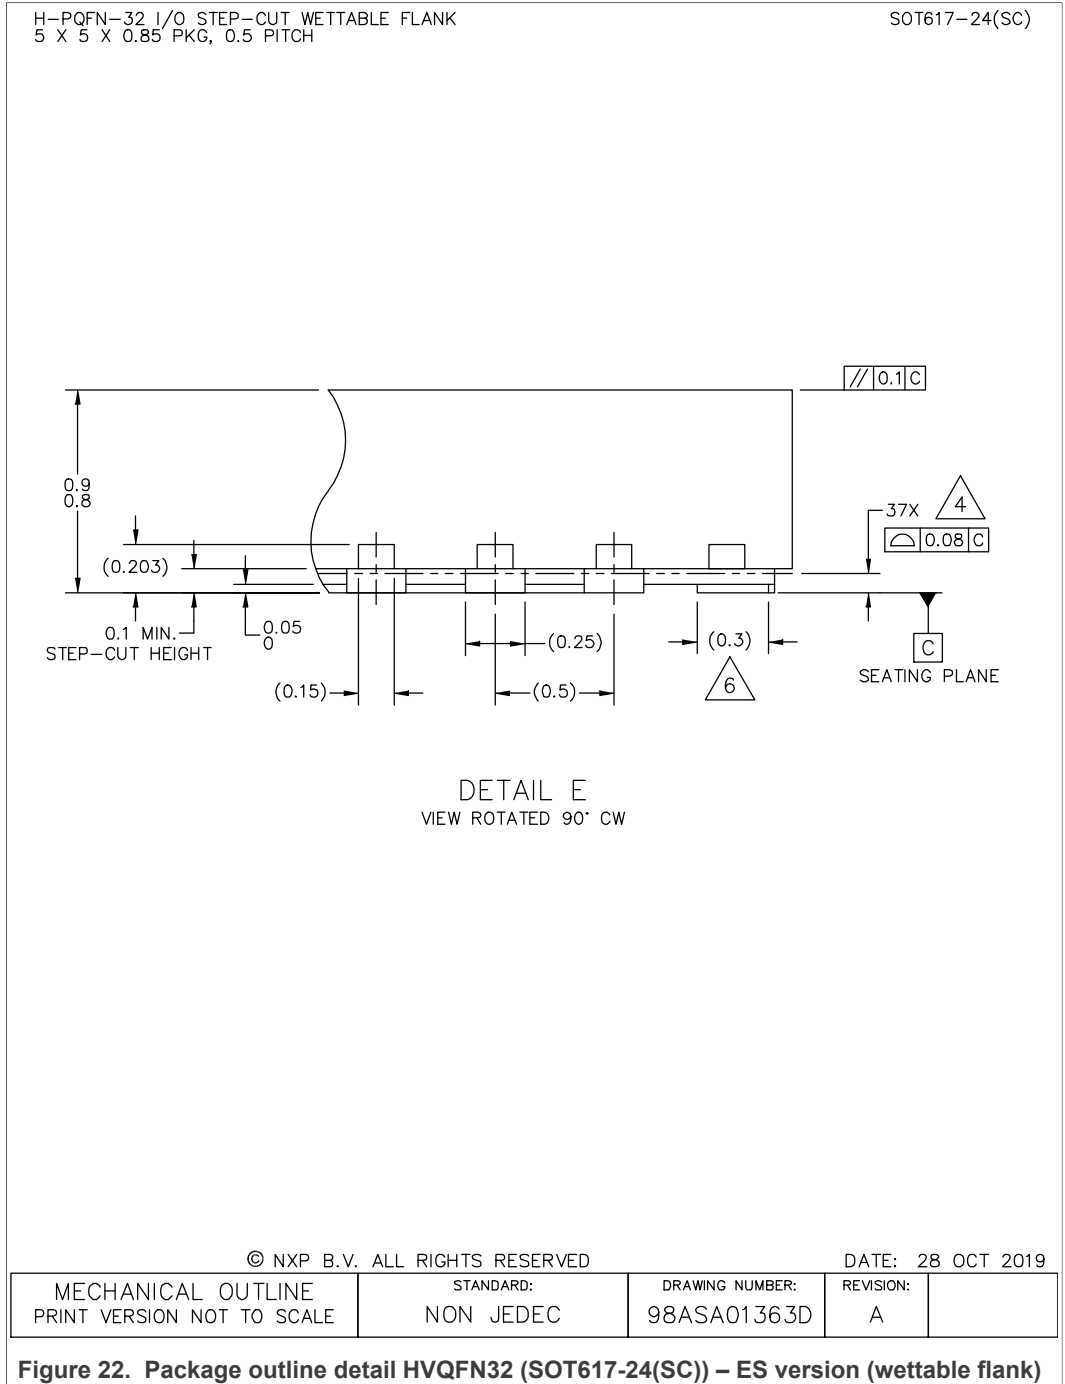 H-PQFN-32 I/O STEP-CUT WETTABLE FLANK
5 X 5 X 0.85 PKG, 0.5 PITCH
SOT617-24(SC)
// 0.1 C
0.9
0.8
37X
4
0.08 C
(0.203)
0.1 MIN.
STEP-CUT HEIGHT
0.05
0
(0.25)
(0.3)
6
C
SEATING PLANE
(0.15)
(0.5)
DETAIL E
VIEW ROTATED 90° CW
© NXP B.V. ALL RIGHTS RESERVED
DATE: 28 OCT 2019
MECHANICAL OUTLINE
PRINT VERSION NOT TO SCALE
STANDARD:
NON JEDEC
DRAWING NUMBER:
98ASA01363D
REVISION:
A
Figure 22. Package outline detail HVQFN32 (SOT617-24(SC)) – ES version (wettable flank)